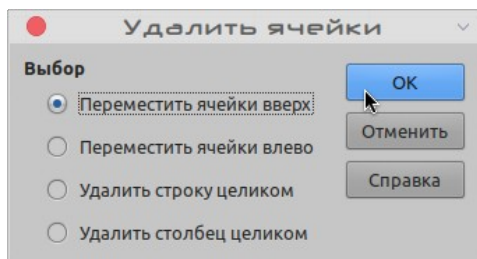 Удалить ячейки
Выбор
Переместить ячейки вверх
Переместить ячейки влево
Удалить строку целиком
Удалить столбец целиком
OK
Отменить
Справка